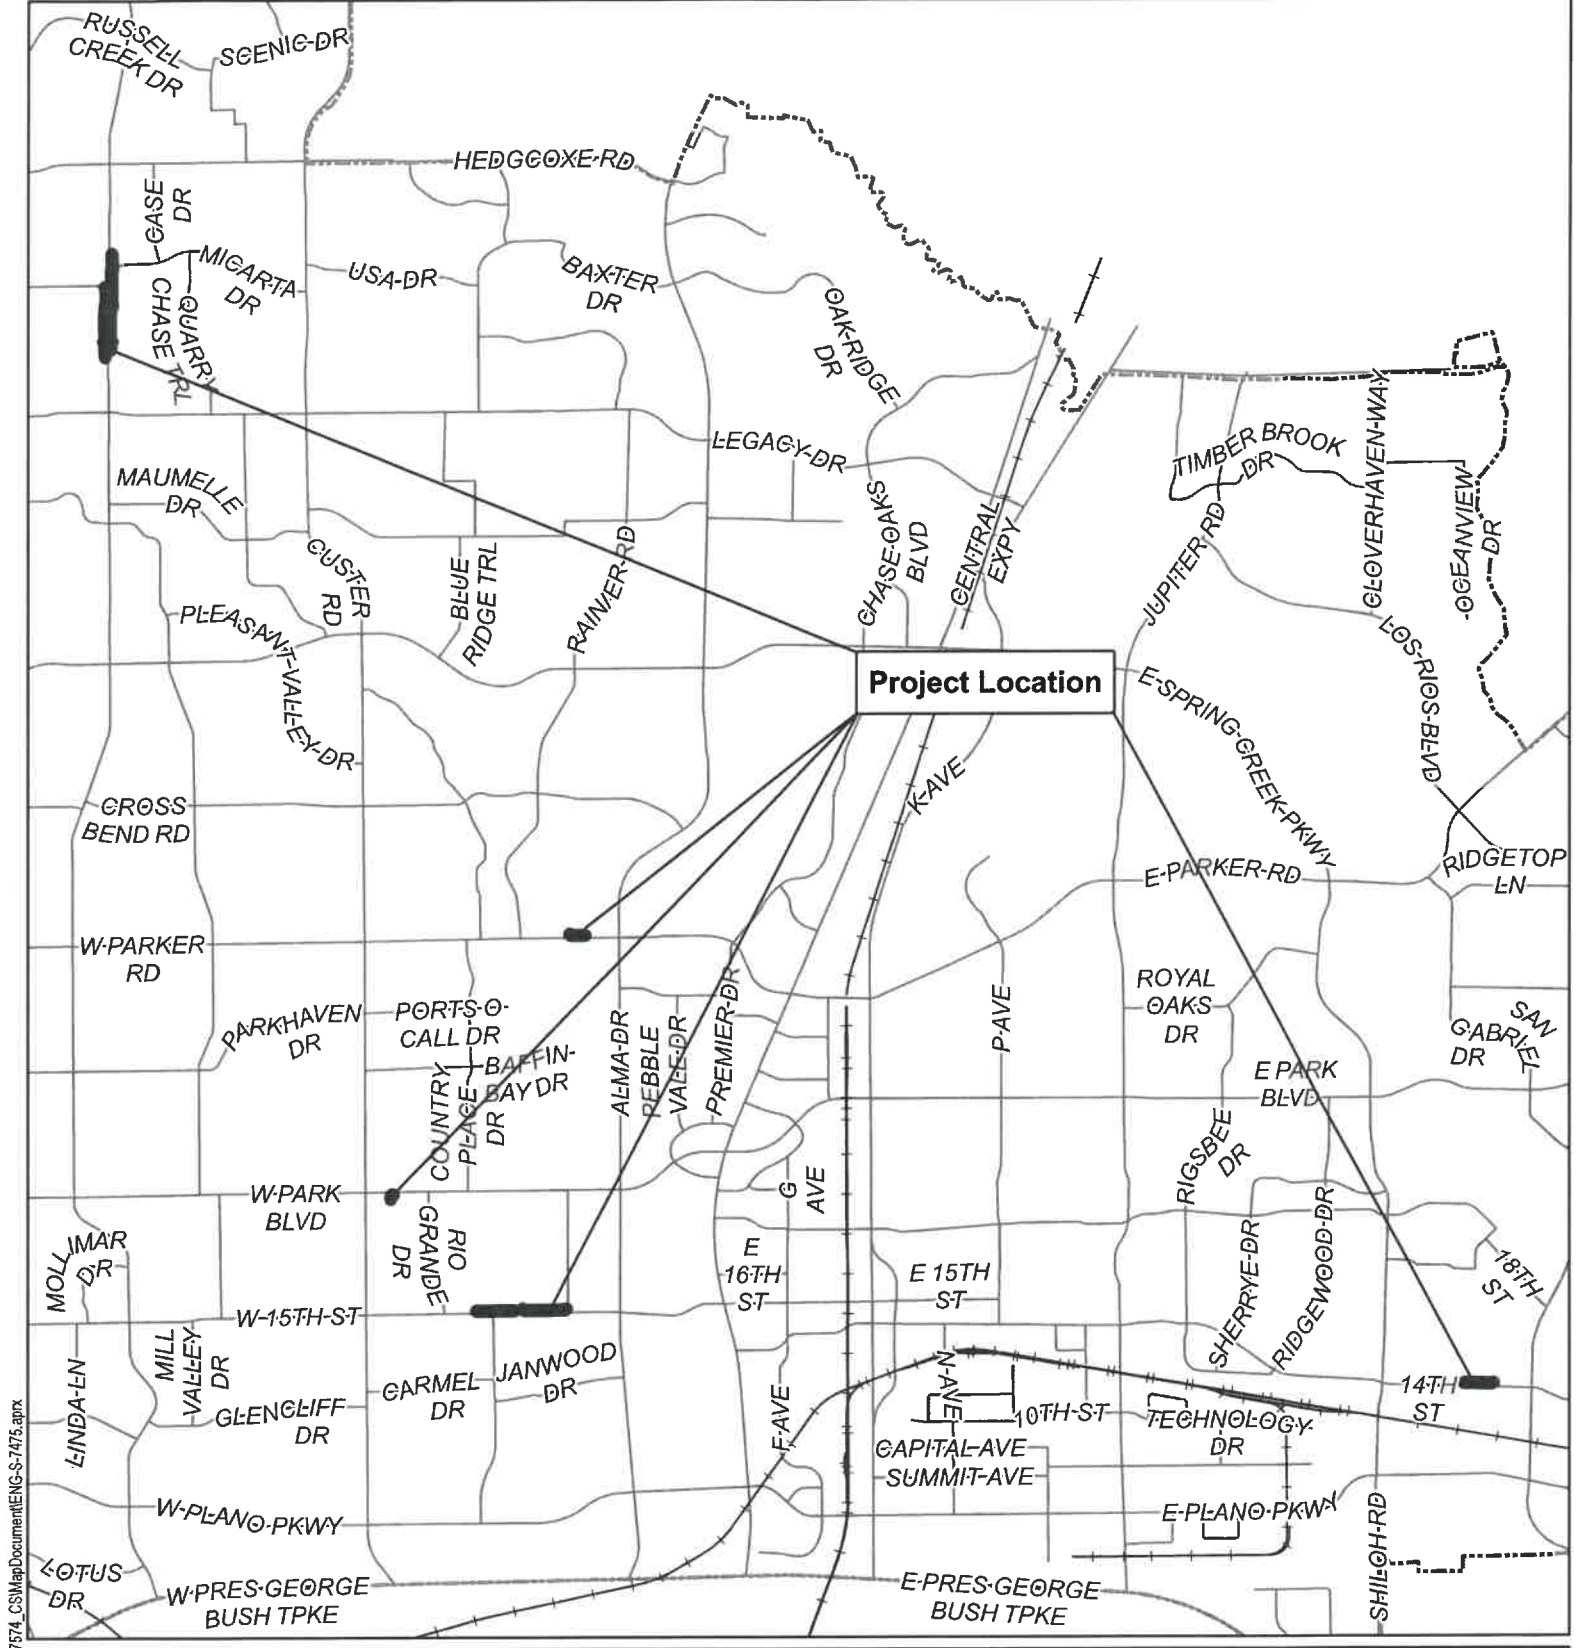 RUSSELL
CREEK DR
SCENIC DR
HEDGCOXE RD
CASE
DR
MICARTA
DR
QUARRY
CHASE TRL
USA DR
BAXTER
DR
OAK RIDGE
DR
LEGACY DR
MAUMELLE
DR
CUSTER
RD
BLUE
RIDGE TRL
RAINIER RD
CHASE OAKS
BLVD
CENTRAL
EXPY
JUPITER RD
TIMBER BROOK
DR
CLOVERHAVEN WAY
OCEANVIEW
DR
LOS RIOS BLVD
PLEASANT VALLEY DR
Project Location
E SPRING CREEK PKWY
K AVE
CROSS
BEND RD
E PARKER RD
RIDGETOP
LN
W PARKER
RD
PARKHAVEN
DR
PORTS O
CALL DR
BAFFIN
BAY DR
COUNTRY
PLACE
DR
ALMA DR
PEBBLE
VALE DR
PREMIER DR
P AVE
ROYAL
OAKS
DR
SAN
GABRIEL
DR
E PARK
BLVD
RIGSBEE
DR
W PARK
BLVD
RIO
GRANDE
DR
G
AVE
MOLLIMAR
DR
W 15TH ST
E
16TH
ST
E 15TH
ST
SHERRYE DR
RIDGEWOOD DR
18TH
ST
LINDA LN
MILL
VALLEY
DR
GLENCLIFF
DR
CARMEL
DR
JANWOOD
DR
F AVE
N AVE
10TH ST
TECHNOLOGY
DR
14TH
ST
CAPITAL AVE
SUMMIT AVE
W PLANO PKWY
E PLANO PKWY
SHILOH RD
LOTUS
DR
W PRES GEORGE
BUSH TPKE
E PRES GEORGE
BUSH TPKE
7574_CS\MapDocument\ENG-S-7475.aprx